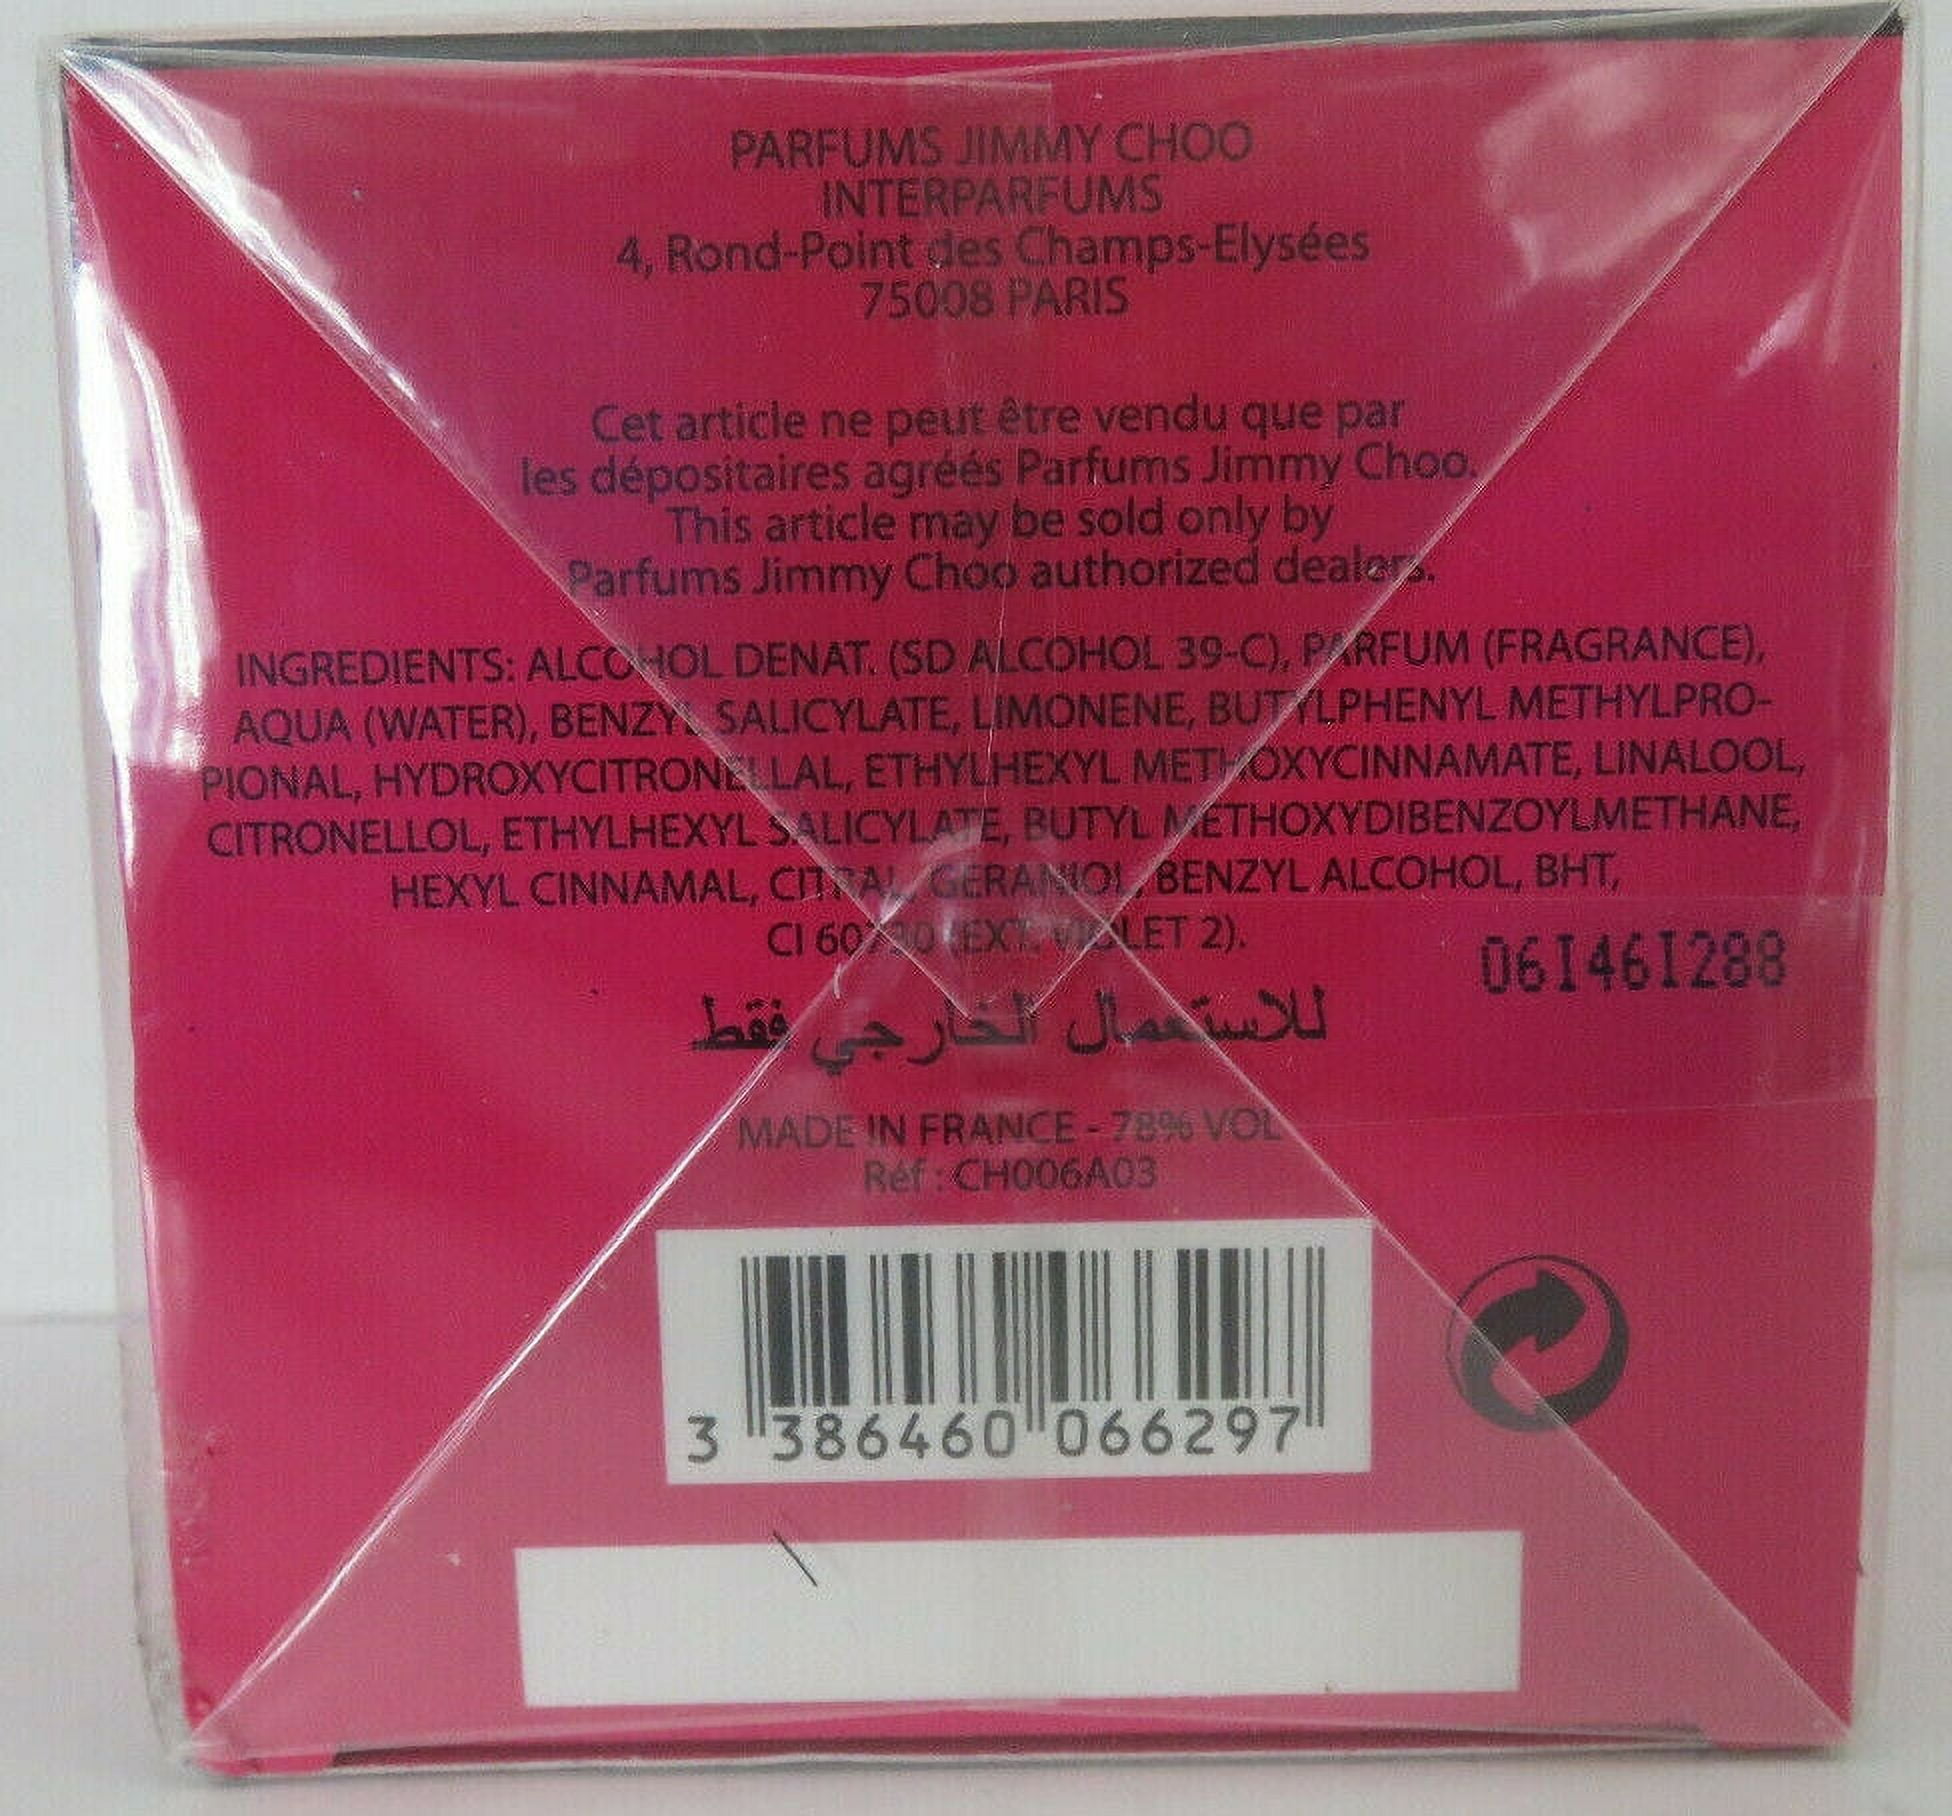 PARFUMS JIMMY CHOO
INTERPARFUMS
4, Rond-Point des Champs-Elysées
75008 PARIS
Cet article ne peut être vendu que par
les dépositaires agréés Parfums Jimmy Choo.
This article may be sold only by
Parfums Jimmy Choo authorized dealers.
INGREDIENTS: ALCOHOL DENAT. (SD ALCOHOL 39-C), PARFUM (FRAGRANCE),
AQUA (WATER), BENZYL SALICYLATE, LIMONENE, BUTYLPHENYL METHYLPRO-
PIONAL, HYDROXYCITRONELLAL, ETHYLHEXYL METHOXYCINNAMATE, LINALOOL,
CITRONELLOL, ETHYLHEXYL SALICYLATE, BUTYL METHOXYDIBENZOYLMETHANE,
HEXYL CINNAMAL, CITRAL, GERANIOL, BENZYL ALCOHOL, BHT,
CI 60730 (EXT. VIOLET 2).
06I46I288
للاستعمال الخارجي فقط
MADE IN FRANCE - 78% VOL
Réf : CH006A03
3 386460 066297